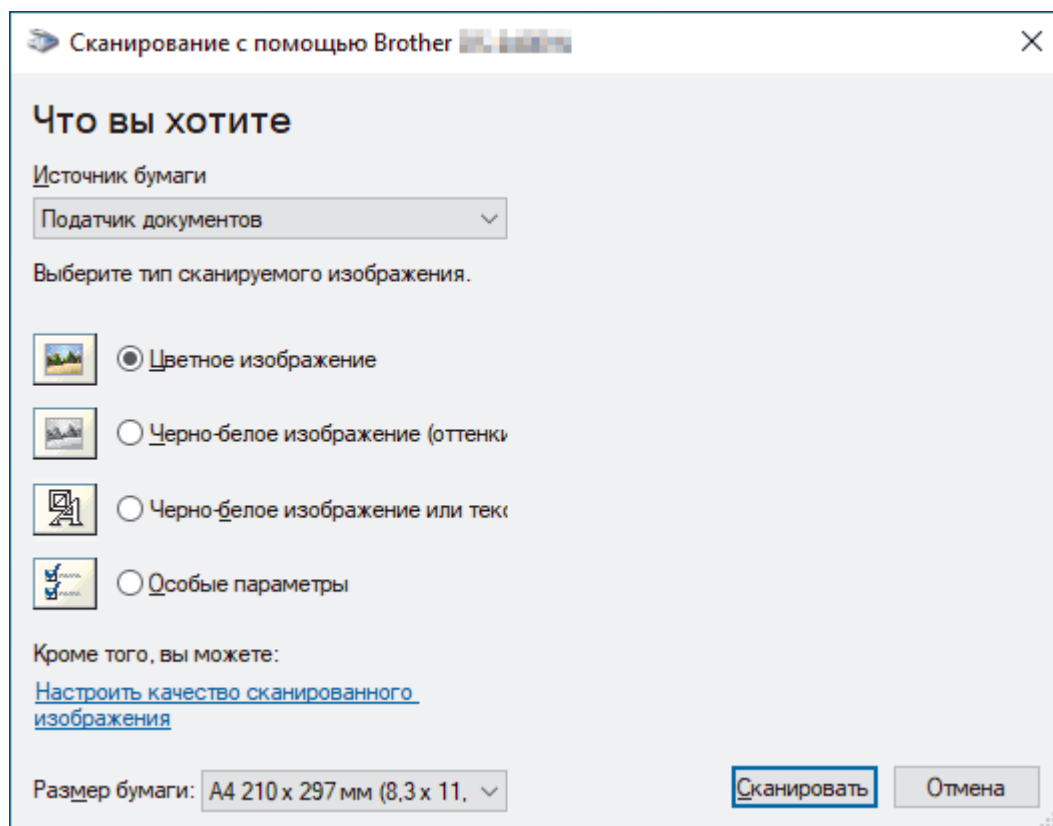 Сканирование с помощью Brother
Что вы хотите
Источник бумаги
Податчик документов
Выберите тип сканируемого изображения.
Цветное изображение
Черно-белое изображение (оттенки
Черно-белое изображение или текс
Особые параметры
Кроме того, вы можете:
Настроить качество сканированного
изображения
Размер бумаги: A4 210 x 297 мм (8,3 x 11,
Сканировать Отмена